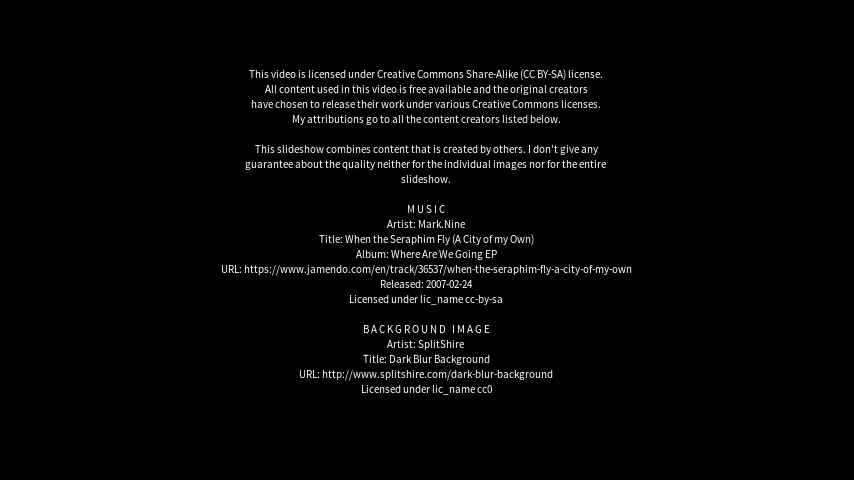 This video is licensed under Creative Commons Share-Alike (CC BY-SA) license.
All content used in this video is free available and the original creators
have chosen to release their work under various Creative Commons licenses.
My attributions go to all the content creators listed below.
This slideshow combines content that is created by others. I don't give any
guarantee about the quality neither for the individual images nor for the entire
slideshow.
MUSIC
Artist: Mark.Nine
Title: When the Seraphim Fly (A City of my Own)
Album: Where Are We Going EP
URL: https://www.jamendo.com/en/track/36537/when-the-seraphim-fly-a-city-of-my-own
Released: 2007-02-24
Licensed under lic_name cc-by-sa
BACKGROUND IMAGE
Artist: SplitShire
Title: Dark Blur Background
URL: http://www.splitshire.com/dark-blur-background
Licensed under lic_name cc0